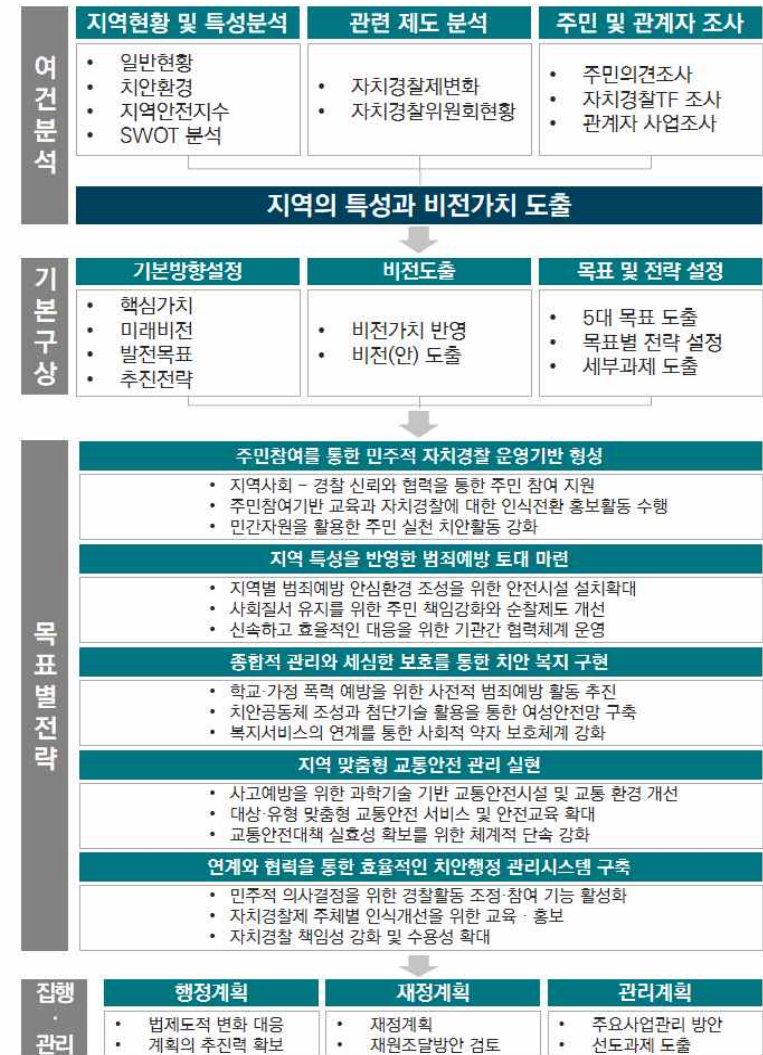 여건분석
지역현황 및 특성분석
• 일반현황
• 치안환경
• 지역안전지수
• SWOT 분석
관련 제도 분석
• 자치경찰제변화
• 자치경찰위원회현황
주민 및 관계자 조사
• 주민의견조사
• 자치경찰TF 조사
• 관계자 사업조사
지역의 특성과 비전가치 도출
기본구상
기본방향설정
• 핵심가치
• 미래비전
• 발전목표
• 추진전략
비전도출
• 비전가치 반영
• 비전(안) 도출
목표 및 전략 설정
• 5대 목표 도출
• 목표별 전략 설정
• 세부과제 도출
목표별전략
주민참여를 통한 민주적 자치경찰 운영기반 형성
• 지역사회 – 경찰 신뢰와 협력을 통한 주민 참여 지원
• 주민참여기반 교육과 자치경찰에 대한 인식전환 홍보활동 수행
• 민간자원을 활용한 주민 실천 치안활동 강화
지역 특성을 반영한 범죄예방 토대 마련
• 지역별 범죄예방 안심환경 조성을 위한 안전시설 설치확대
• 사회질서 유지를 위한 주민 책임강화와 순찰제도 개선
• 신속하고 효율적인 대응을 위한 기관간 협력체계 운영
종합적 관리와 세심한 보호를 통한 치안 복지 구현
• 학교·가정 폭력 예방을 위한 사전적 범죄예방 활동 추진
• 치안공동체 조성과 첨단기술 활용을 통한 여성안전망 구축
• 복지서비스의 연계를 통한 사회적 약자 보호체계 강화
지역 맞춤형 교통안전 관리 실현
• 사고예방을 위한 과학기술 기반 교통안전시설 및 교통 환경 개선
• 대상·유형 맞춤형 교통안전 서비스 및 안전교육 확대
• 교통안전대책 실효성 확보를 위한 체계적 단속 강화
연계와 협력을 통한 효율적인 치안행정 관리시스템 구축
• 민주적 의사결정을 위한 경찰활동 조정·참여 기능 활성화
• 자치경찰제 주체별 인식개선을 위한 교육 · 홍보
• 자치경찰 책임성 강화 및 수용성 확대
집행
·
관리
행정계획
• 법제도적 변화 대응
• 계획의 추진력 확보
재정계획
• 재정계획
• 재원조달방안 검토
관리계획
• 주요사업관리 방안
• 선도과제 도출